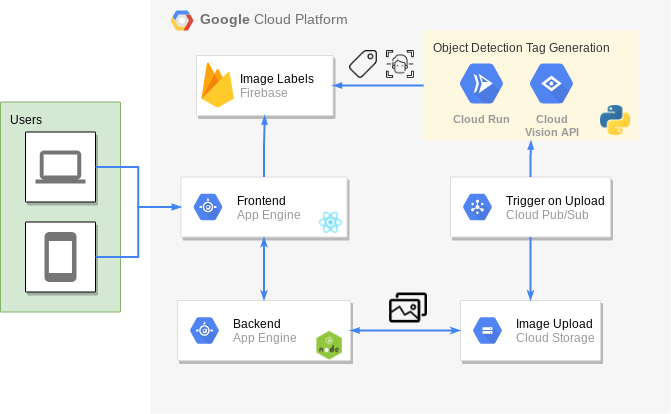 Google Cloud Platform
Object Detection Tag Generation
Image Labels
Firebase
Cloud Run
Cloud
Vision API
Users
Frontend
App Engine
Trigger on Upload
Cloud Pub/Sub
Backend
App Engine
node
Image Upload
Cloud Storage